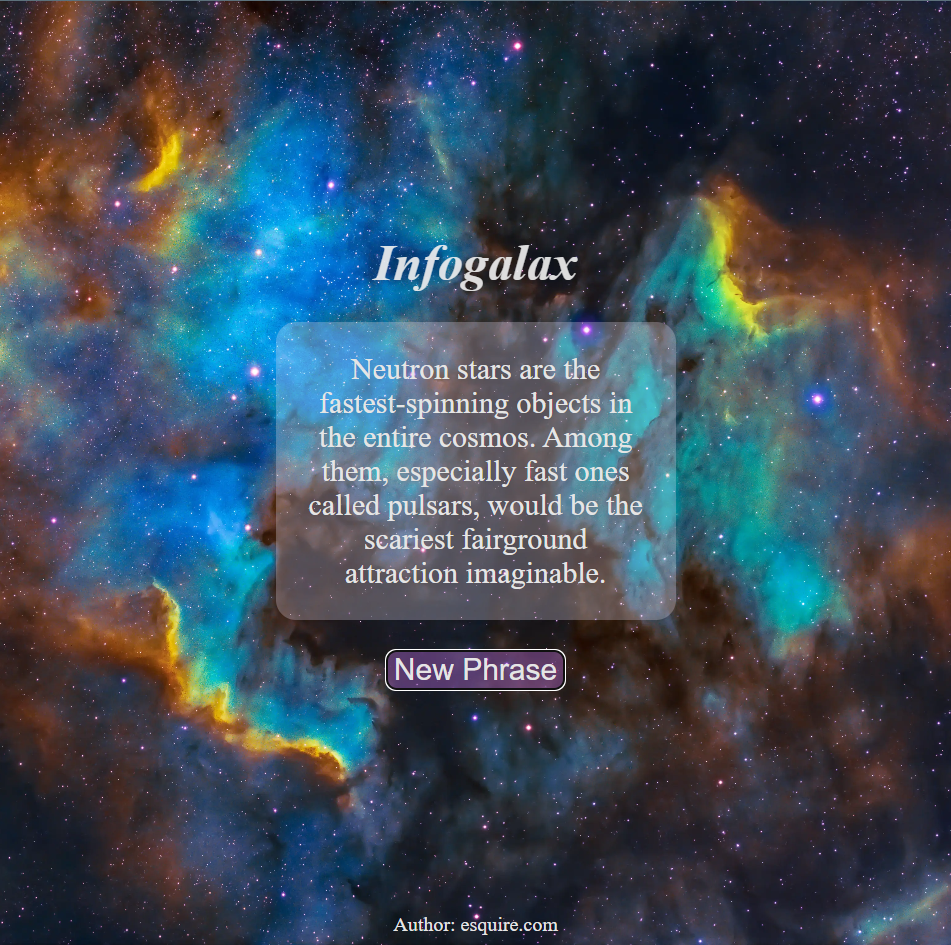 Infogalax
Neutron stars are the
fastest-spinning objects in
the entire cosmos. Among
them, especially fast ones
called pulsars, would be the
scariest fairground
attraction imaginable.
New Phrase
Author: esquire.com